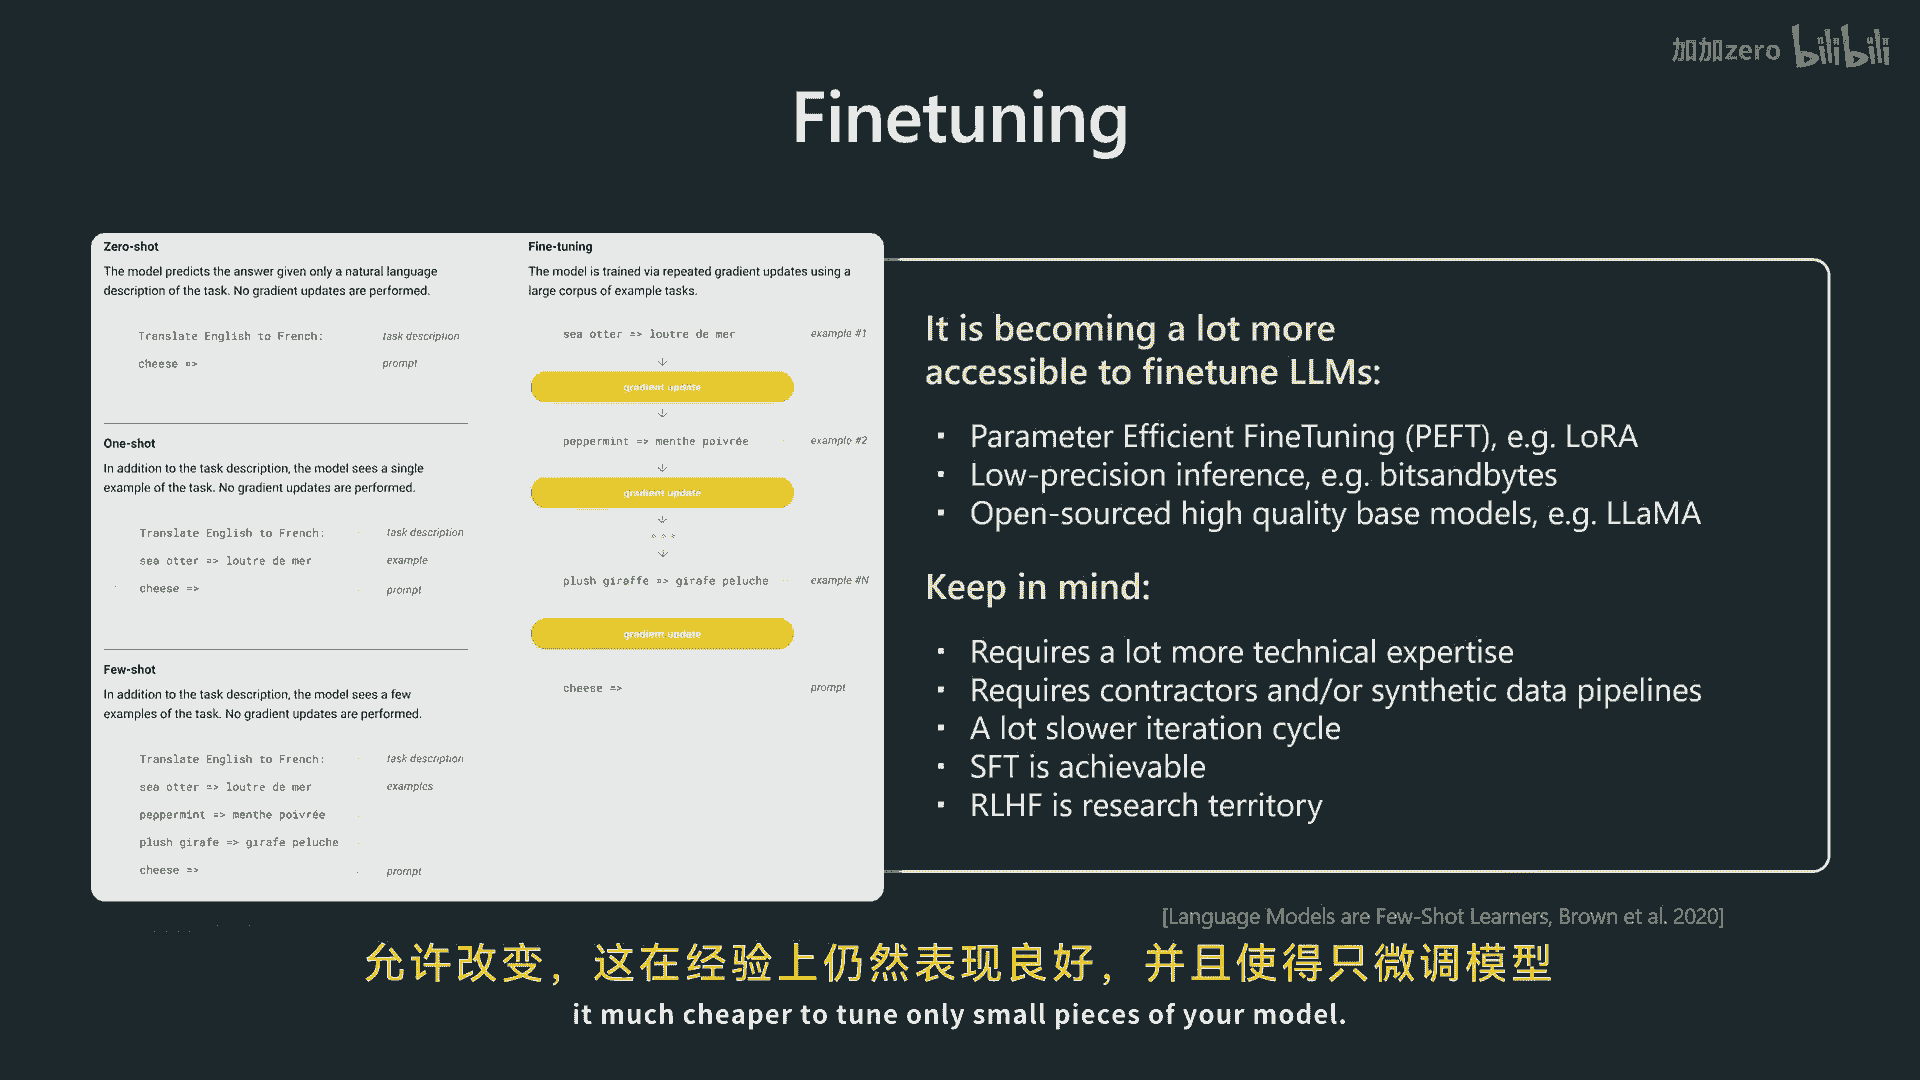 加加zero bilibili
Finetuning
Zero-shot
The model predicts the answer given only a natural language
description of the task. No gradient updates are performed.
Translate English to French: task description
cheese => prompt
One-shot
In addition to the task description, the model sees a single
example of the task. No gradient updates are performed.
Translate English to French: task description
sea otter => loutre de mer example
cheese => prompt
Few-shot
In addition to the task description, the model sees a few
examples of the task. No gradient updates are performed.
Translate English to French: task description
sea otter => loutre de mer examples
peppermint => menthe poivrée
plush girafe => girafe peluche
cheese => prompt
Fine-tuning
The model is trained via repeated gradient updates using a
large corpus of example tasks.
sea otter => loutre de mer example #1
gradient update
peppermint => menthe poivrée example #2
gradient update
plush giraffe => girafe peluche example #N
gradient update
cheese => prompt
It is becoming a lot more
accessible to finetune LLMs:
▪ Parameter Efficient FineTuning (PEFT), e.g. LoRA
▪ Low-precision inference, e.g. bitsandbytes
▪ Open-sourced high quality base models, e.g. LLaMA
Keep in mind:
▪ Requires a lot more technical expertise
▪ Requires contractors and/or synthetic data pipelines
▪ A lot slower iteration cycle
▪ SFT is achievable
▪ RLHF is research territory
[Language Models are Few-Shot Learners, Brown et al. 2020]
允许改变，这在经验上仍然表现良好，并且使得只微调模型
it much cheaper to tune only small pieces of your model.